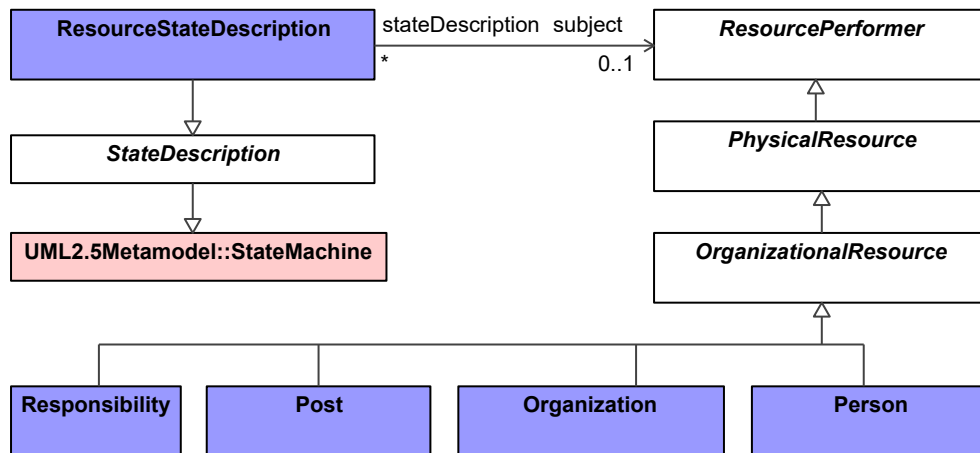 ResourceStateDescription
stateDescription subject
ResourcePerformer
*
0..1
StateDescription
PhysicalResource
UML2.5Metamodel::StateMachine
OrganizationalResource
Responsibility
Post
Organization
Person